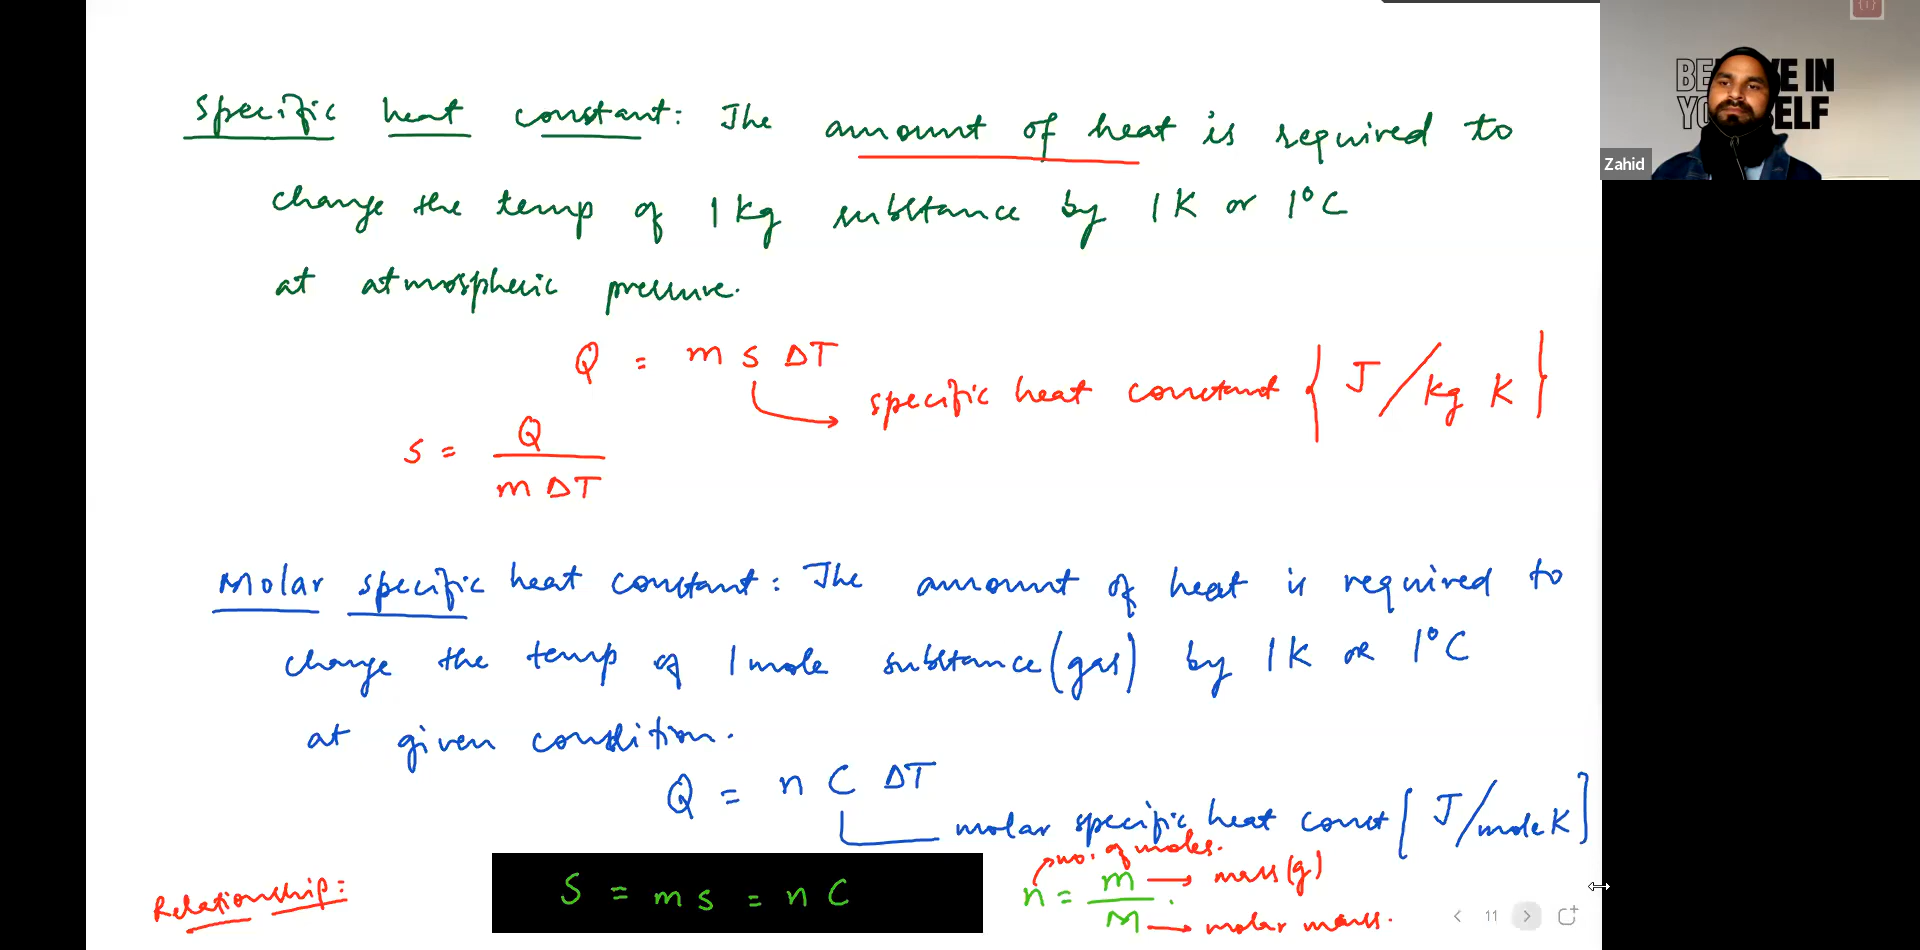 Specific heat constant: The amount of heat is required to
change the temp of 1 kg substance by 1 K or 1°C
at atmospheric pressure.
Q = m s ΔT
specific heat constant { J/kg K }
s = Q / m ΔT
Molar specific heat constant: The amount of heat is required to
change the temp of 1 mole substance (gas) by 1 K or 1°C
at given condition.
Q = n C ΔT
molar specific heat const [ J/mole K ]
Relationship:
S = m s = n C
no. of moles.
n = m / M
mass (g)
molar mass.
11
BE E IN
YO SELF
Zahid